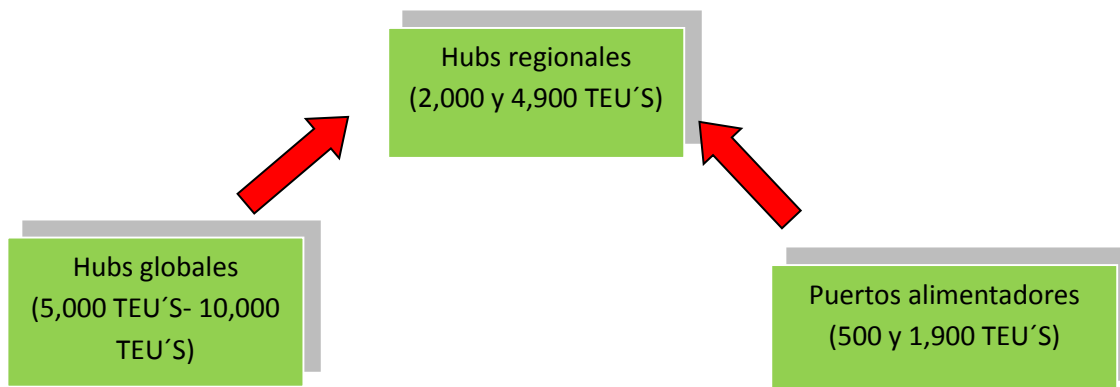 Hubs regionales
(2,000 y 4,900 TEU´S)
Hubs globales
(5,000 TEU´S- 10,000
TEU´S)
Puertos alimentadores
(500 y 1,900 TEU´S)